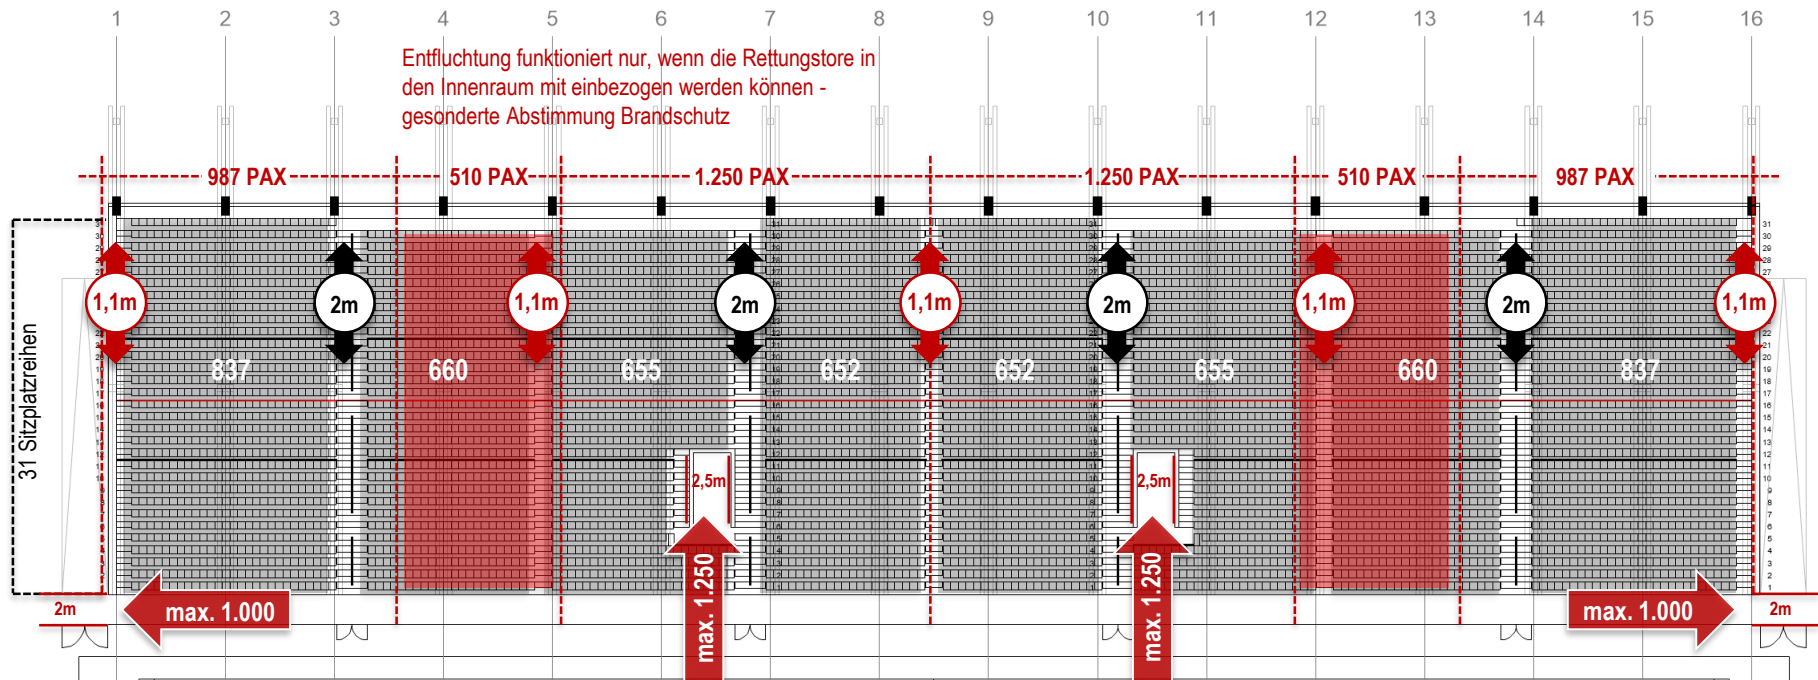 1 2 3 4 5 6 7 8 9 10 11 12 13 14 15 16
Entfluchtung funktioniert nur, wenn die Rettungstore in
den Innenraum mit einbezogen werden können -
gesonderte Abstimmung Brandschutz
987 PAX 510 PAX 1.250 PAX 1.250 PAX 510 PAX 987 PAX
1,1m 2m 1,1m 2m 1,1m 2m 1,1m 2m 1,1m
837 660 655 652 652 655 660 837
31 Sitzplatzreihen
2,5m 2,5m
2m max. 1.000 max. 1.250 max. 1.250 max. 1.000 2m